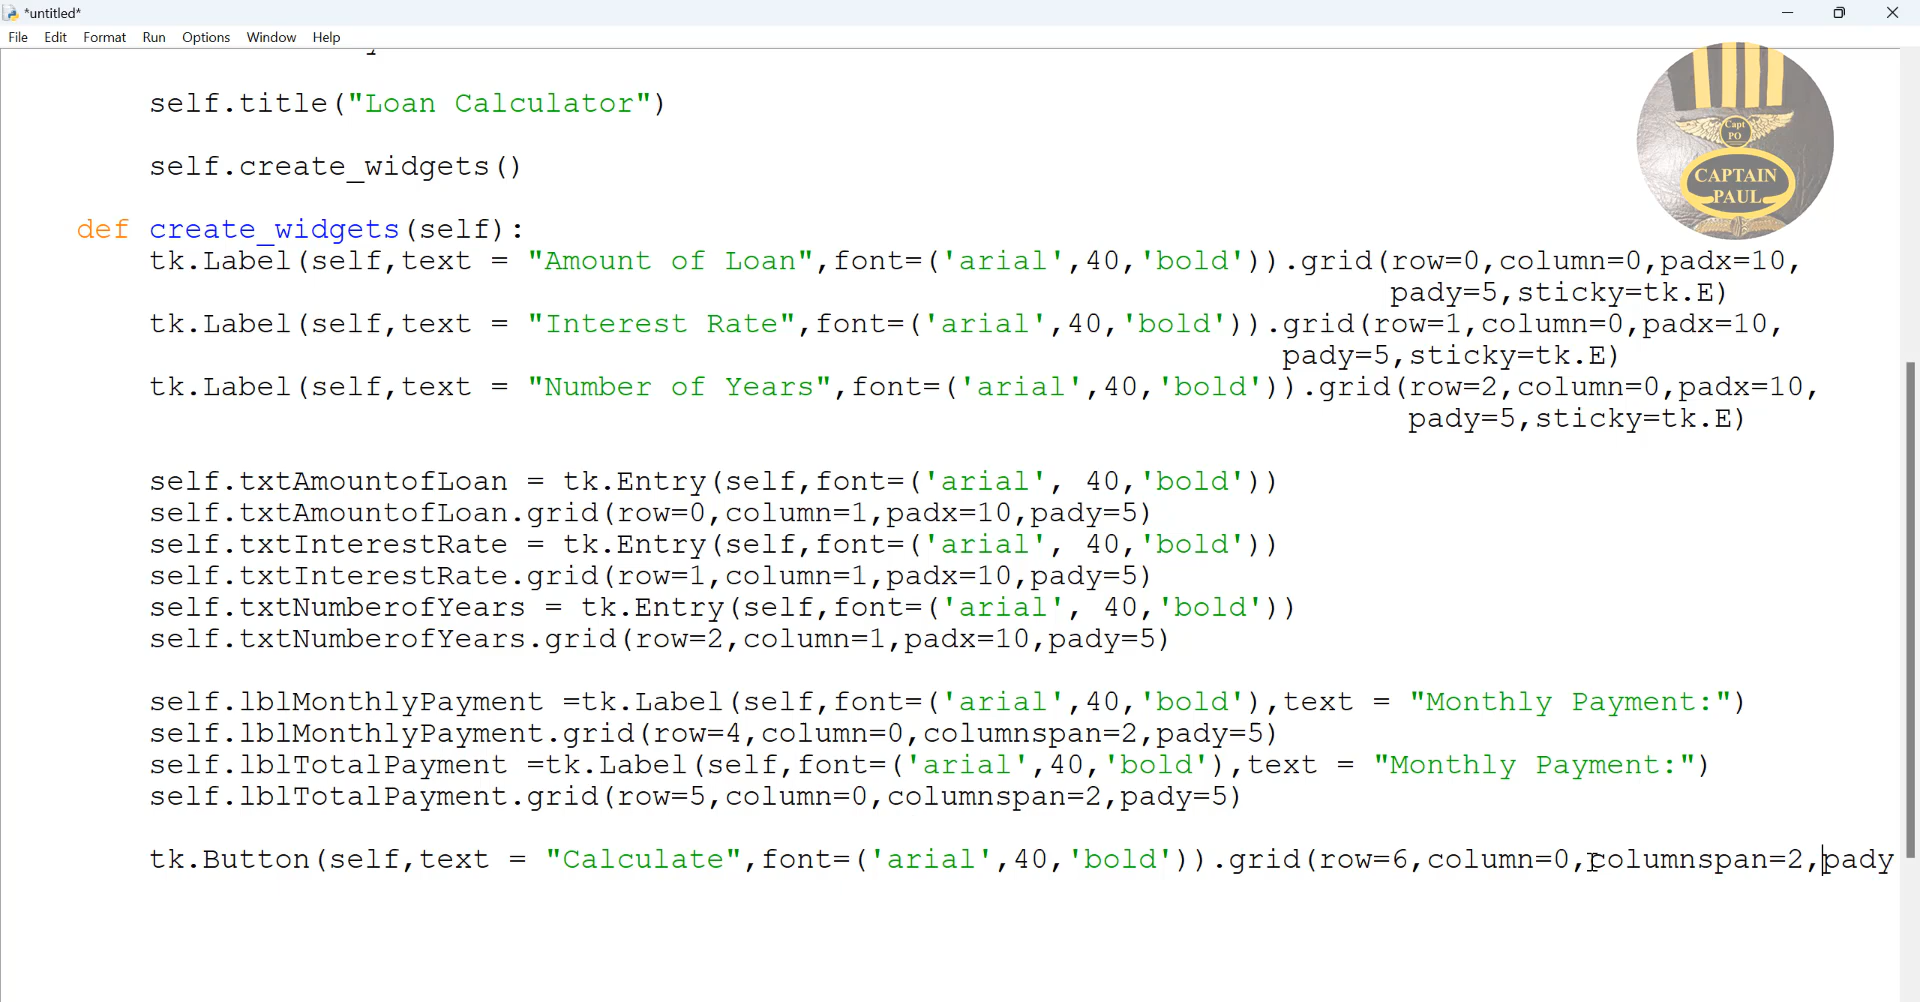 *untitled*
File Edit Format Run Options Window Help
self.title("Loan Calculator")
self.create_widgets()
def create_widgets(self):
tk.Label(self,text = "Amount of Loan",font=('arial',40,'bold')).grid(row=0,column=0,padx=10,
pady=5,sticky=tk.E)
tk.Label(self,text = "Interest Rate",font=('arial',40,'bold')).grid(row=1,column=0,padx=10,
pady=5,sticky=tk.E)
tk.Label(self,text = "Number of Years",font=('arial',40,'bold')).grid(row=2,column=0,padx=10,
pady=5,sticky=tk.E)
self.txtAmountofLoan = tk.Entry(self,font=('arial', 40,'bold'))
self.txtAmountofLoan.grid(row=0,column=1,padx=10,pady=5)
self.txtInterestRate = tk.Entry(self,font=('arial', 40,'bold'))
self.txtInterestRate.grid(row=1,column=1,padx=10,pady=5)
self.txtNumberofYears = tk.Entry(self,font=('arial', 40,'bold'))
self.txtNumberofYears.grid(row=2,column=1,padx=10,pady=5)
self.lblMonthlyPayment =tk.Label(self,font=('arial',40,'bold'),text = "Monthly Payment:")
self.lblMonthlyPayment.grid(row=4,column=0,columnspan=2,pady=5)
self.lblTotalPayment =tk.Label(self,font=('arial',40,'bold'),text = "Monthly Payment:")
self.lblTotalPayment.grid(row=5,column=0,columnspan=2,pady=5)
tk.Button(self,text = "Calculate",font=('arial',40,'bold')).grid(row=6,column=0,columnspan=2,pady
Capt
PO
CAPTAIN
PAUL